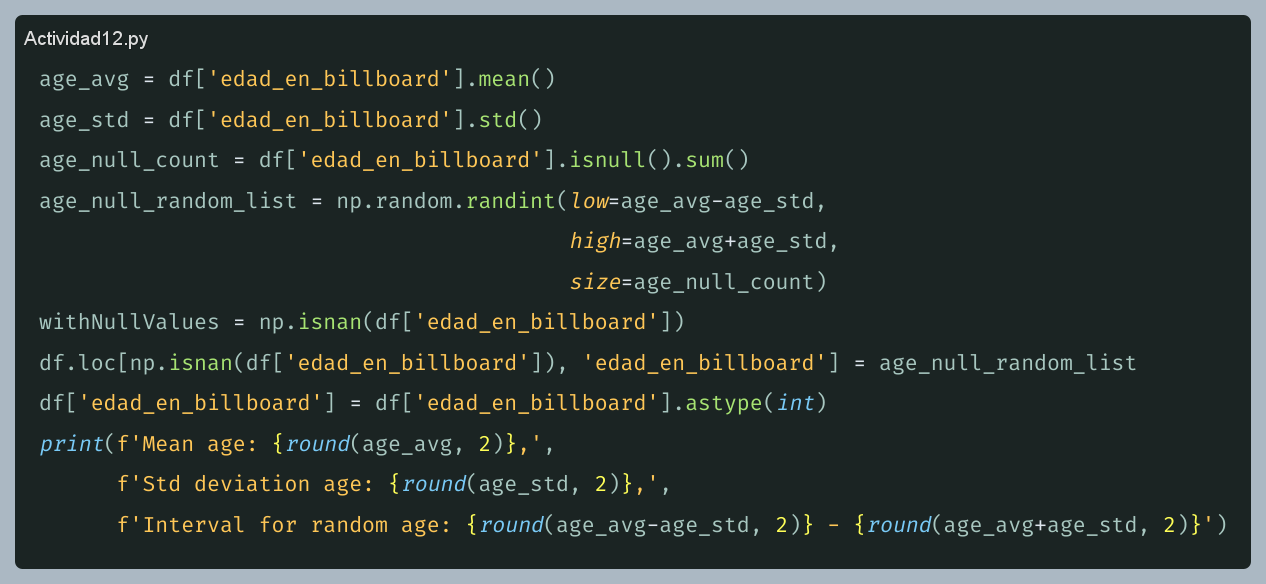 Actividad12.py
age_avg = df['edad_en_billboard'].mean()
age_std = df['edad_en_billboard'].std()
age_null_count = df['edad_en_billboard'].isnull().sum()
age_null_random_list = np.random.randint(low=age_avg-age_std,
                                         high=age_avg+age_std,
                                         size=age_null_count)
withNullValues = np.isnan(df['edad_en_billboard'])
df.loc[np.isnan(df['edad_en_billboard']), 'edad_en_billboard'] = age_null_random_list
df['edad_en_billboard'] = df['edad_en_billboard'].astype(int)
print(f'Mean age: {round(age_avg, 2)},',
      f'Std deviation age: {round(age_std, 2)},',
      f'Interval for random age: {round(age_avg-age_std, 2)} - {round(age_avg+age_std, 2)}')